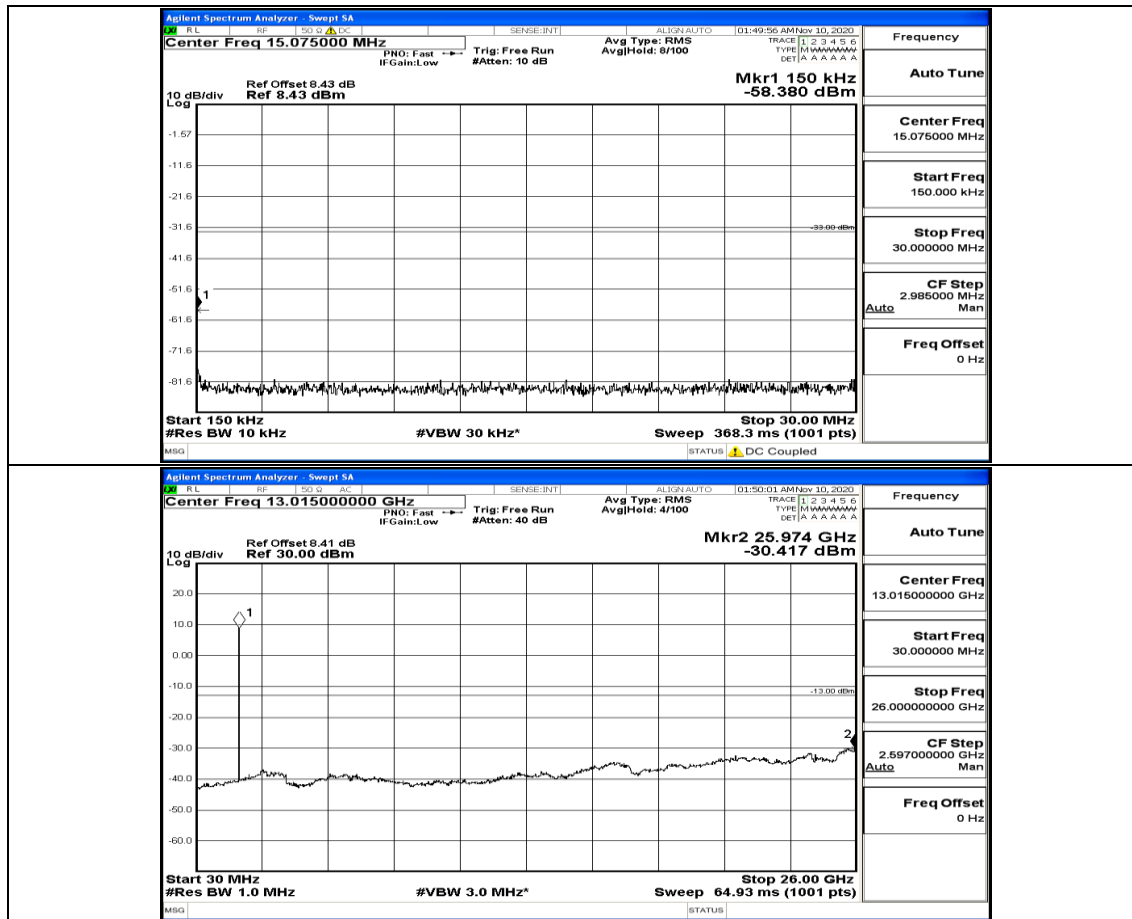 Agilent Spectrum Analyzer - Swept SA
LXI RL RF 50 Ω DC SENSE:INT ALIGNAUTO 01:49:56 AM Nov 10, 2020
Center Freq 15.075000 MHz
PNO: Fast
IFGain:Low
Trig: Free Run
#Atten: 10 dB
Avg Type: RMS
Avg|Hold: 8/100
TRACE 1 2 3 4 5 6
TYPE M W W W W W
DET A A A A A A
Mkr1 150 kHz
-58.380 dBm
Ref Offset 8.43 dB
10 dB/div Ref 8.43 dBm
Log
-1.57
-11.6
-21.6
-31.6
-33.00 dBm
-41.6
-51.6
1
-61.6
-71.6
-81.6
Start 150 kHz Stop 30.00 MHz
#Res BW 10 kHz #VBW 30 kHz* Sweep 368.3 ms (1001 pts)
MSG STATUS DC Coupled
Frequency
Auto Tune
Center Freq
15.075000 MHz
Start Freq
150.000 kHz
Stop Freq
30.000000 MHz
CF Step
2.985000 MHz
Auto Man
Freq Offset
0 Hz
Agilent Spectrum Analyzer - Swept SA
LXI RL RF 50 Ω AC SENSE:INT ALIGNAUTO 01:50:01 AM Nov 10, 2020
Center Freq 13.015000000 GHz
PNO: Fast
IFGain:Low
Trig: Free Run
#Atten: 40 dB
Avg Type: RMS
Avg|Hold: 4/100
TRACE 1 2 3 4 5 6
TYPE M W W W W W
DET A A A A A A
Mkr2 25.974 GHz
-30.417 dBm
Ref Offset 8.41 dB
10 dB/div Ref 30.00 dBm
Log
20.0
1
10.0
0.00
-10.0
-13.00 dBm
-20.0
2
-30.0
-40.0
-50.0
-60.0
Start 30 MHz Stop 26.00 GHz
#Res BW 1.0 MHz #VBW 3.0 MHz* Sweep 64.93 ms (1001 pts)
MSG STATUS
Frequency
Auto Tune
Center Freq
13.015000000 GHz
Start Freq
30.000000 MHz
Stop Freq
26.000000000 GHz
CF Step
2.597000000 GHz
Auto Man
Freq Offset
0 Hz